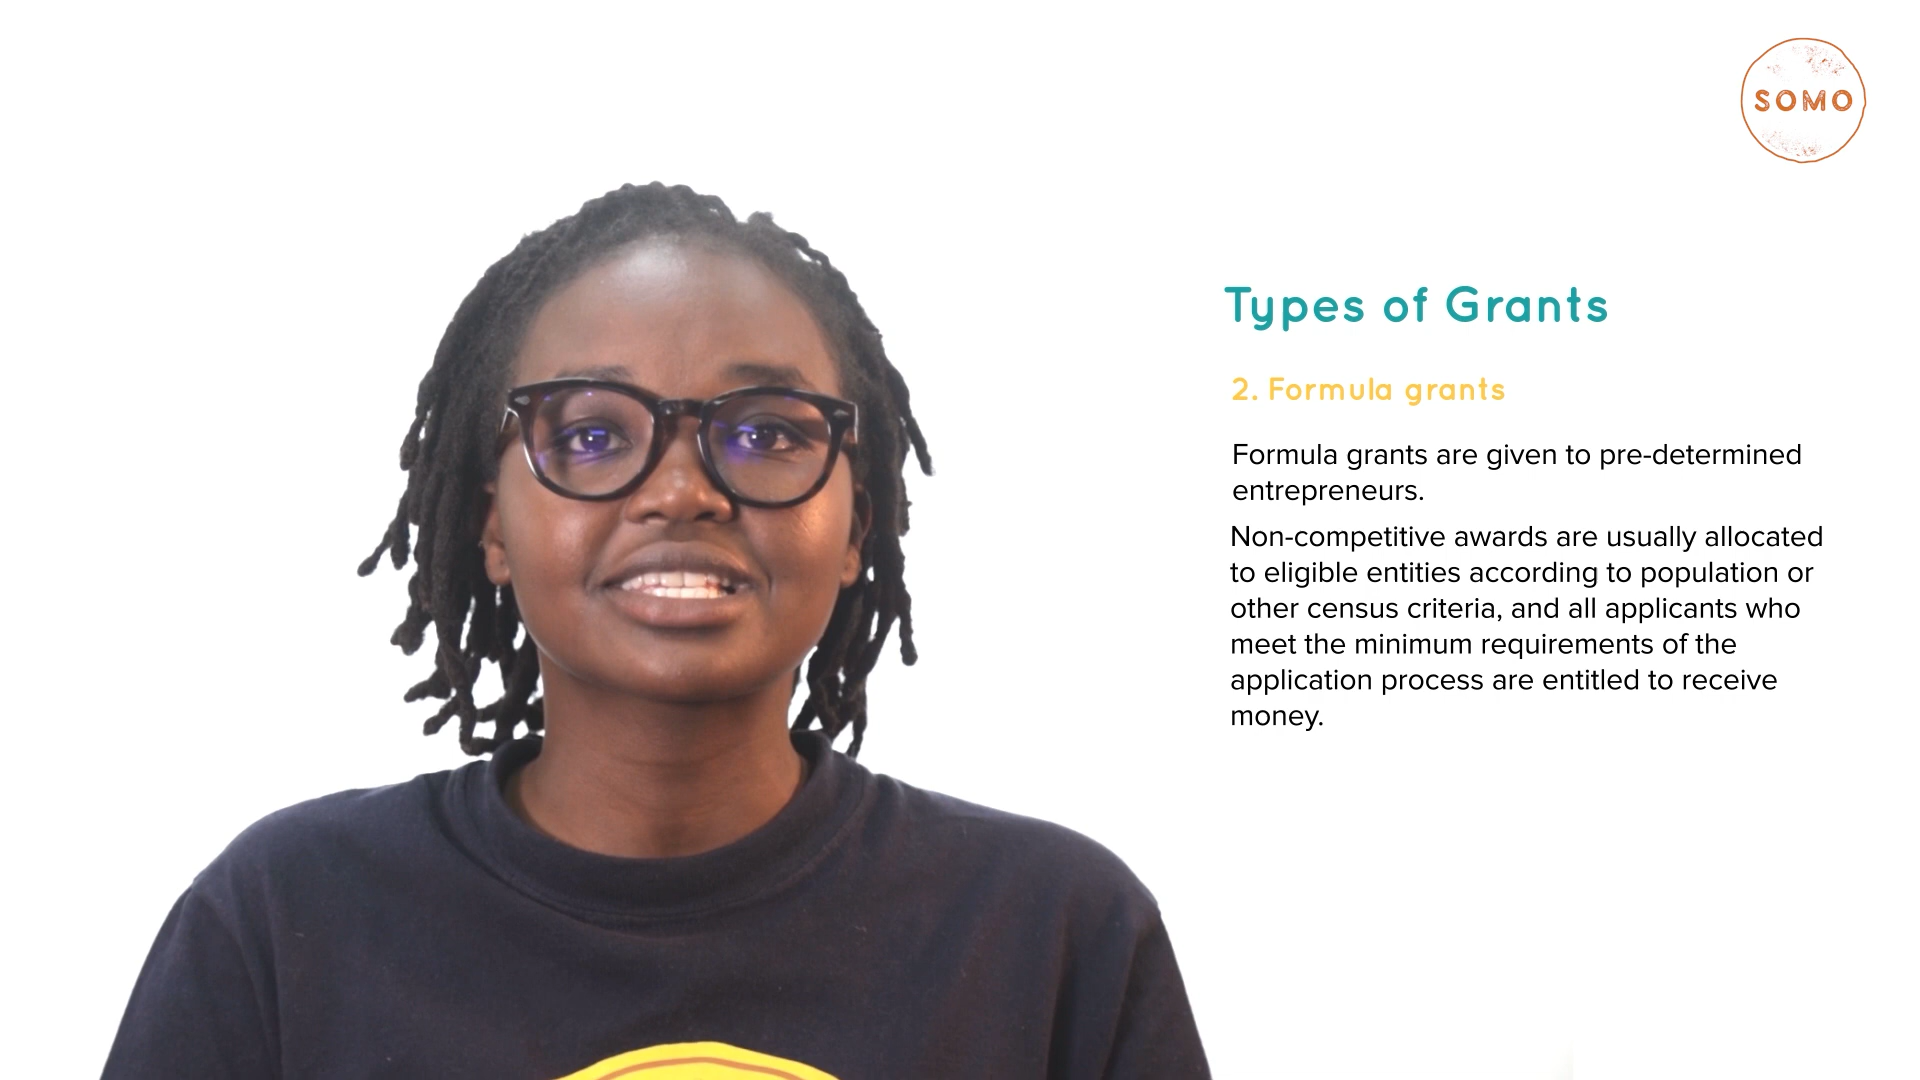 SOMO
Types of Grants
2. Formula grants
Formula grants are given to pre-determined
entrepreneurs.
Non-competitive awards are usually allocated
to eligible entities according to population or
other census criteria, and all applicants who
meet the minimum requirements of the
application process are entitled to receive
money.